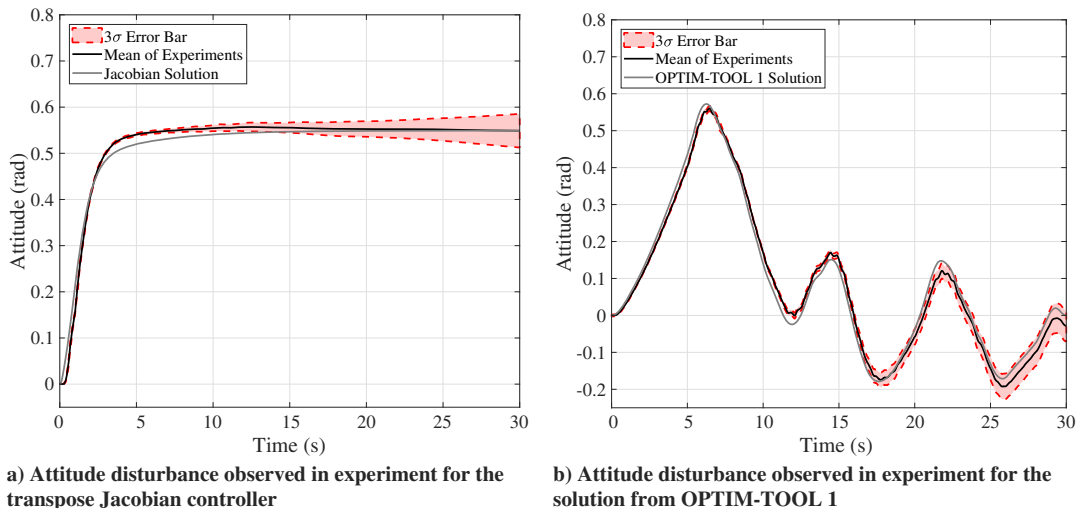 0.8
0.7
0.6
0.5
0.4
0.3
0.2
0.1
0
Attitude (rad)
3σ Error Bar
Mean of Experiments
Jacobian Solution
0 5 10 15 20 25 30
Time (s)
a) Attitude disturbance observed in experiment for the
transpose Jacobian controller
0.8
0.7
0.6
0.5
0.4
0.3
0.2
0.1
0
-0.1
-0.2
Attitude (rad)
3σ Error Bar
Mean of Experiments
OPTIM-TOOL 1 Solution
0 5 10 15 20 25 30
Time (s)
b) Attitude disturbance observed in experiment for the
solution from OPTIM-TOOL 1